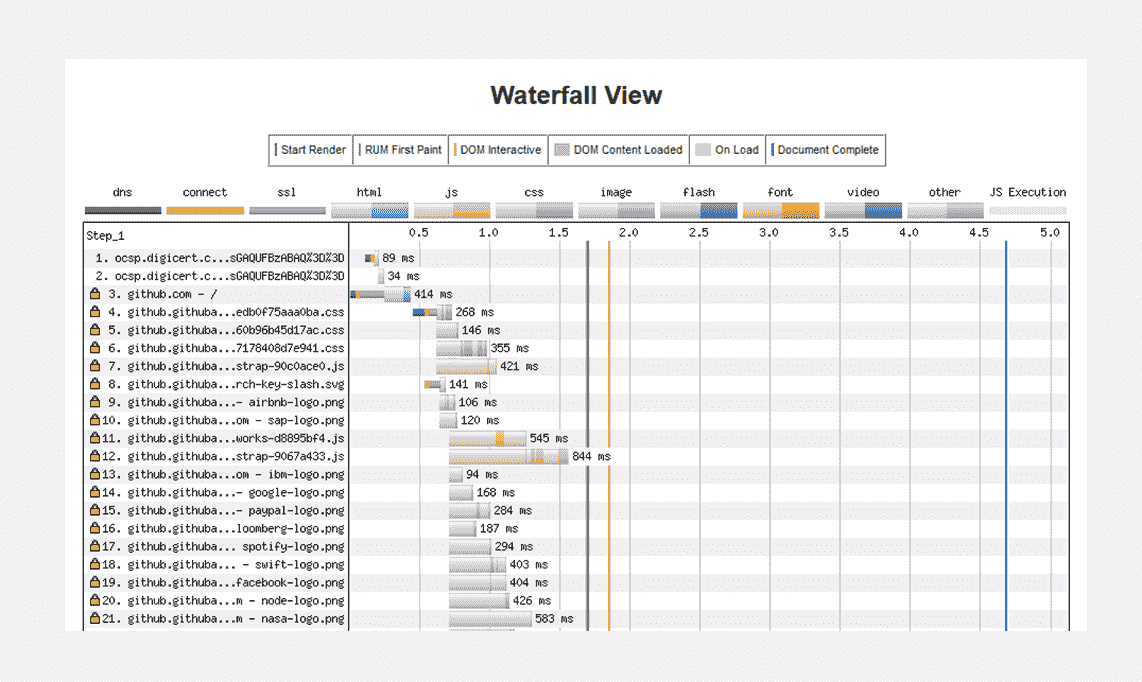 Waterfall View
Start Render RUM First Paint DOM Interactive DOM Content Loaded On Load Document Complete
dns connect ssl html js css image flash font video other JS Execution
Step_1 0.5 1.0 1.5 2.0 2.5 3.0 3.5 4.0 4.5 5.0
1. ocsp.digicert.c...sGAQUFBzABAQ%3D%3D 89 ms
2. ocsp.digicert.c...sGAQUFBzABAQ%3D%3D 34 ms
3. github.com - / 414 ms
4. github.githuba...edb0f75aaa0ba.css 268 ms
5. github.githuba...60b96b45d17ac.css 146 ms
6. github.githuba...7178408d7e941.css 355 ms
7. github.githuba...strap-90c0ace0.js 421 ms
8. github.githuba...rch-key-slash.svg 141 ms
9. github.githuba...- airbnb-logo.png 106 ms
10. github.githuba...om - sap-logo.png 120 ms
11. github.githuba...works-d8895bf4.js 545 ms
12. github.githuba...strap-9067a433.js 844 ms
13. github.githuba...om - ibm-logo.png 94 ms
14. github.githuba...- google-logo.png 168 ms
15. github.githuba...- paypal-logo.png 284 ms
16. github.githuba...loomberg-logo.png 187 ms
17. github.githuba... spotify-logo.png 294 ms
18. github.githuba... - swift-logo.png 403 ms
19. github.githuba...facebook-logo.png 404 ms
20. github.githuba...m - node-logo.png 426 ms
21. github.githuba...m - nasa-logo.png 583 ms